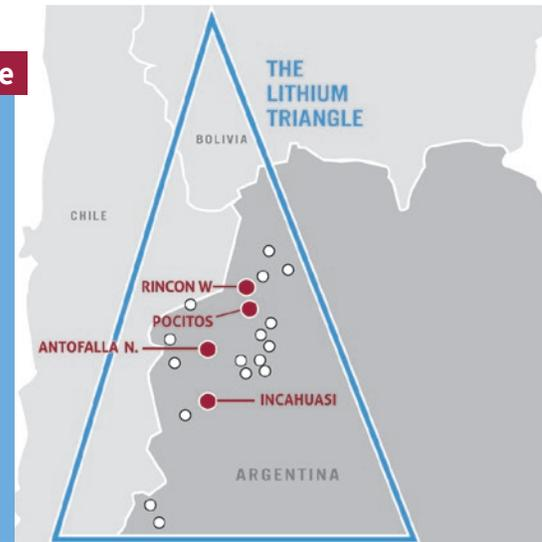 e
THE
LITHIUM
TRIANGLE
BOLIVIA
CHILE
RINCON W
POCITOS
ANTOFALLA N.
INCAHUASI
ARGENTINA